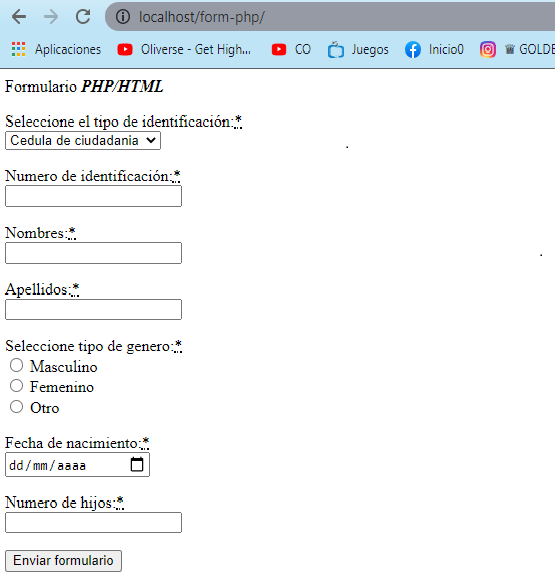 localhost/form-php/
Aplicaciones Oliverse - Get High... CO Juegos Inicio0 GOLDE
Formulario PHP/HTML
Seleccione el tipo de identificación:*
Cedula de ciudadania
Numero de identificación:*
Nombres:*
Apellidos:*
Seleccione tipo de genero:*
Masculino
Femenino
Otro
Fecha de nacimiento:*
dd/mm/aaaa
Numero de hijos:*
Enviar formulario